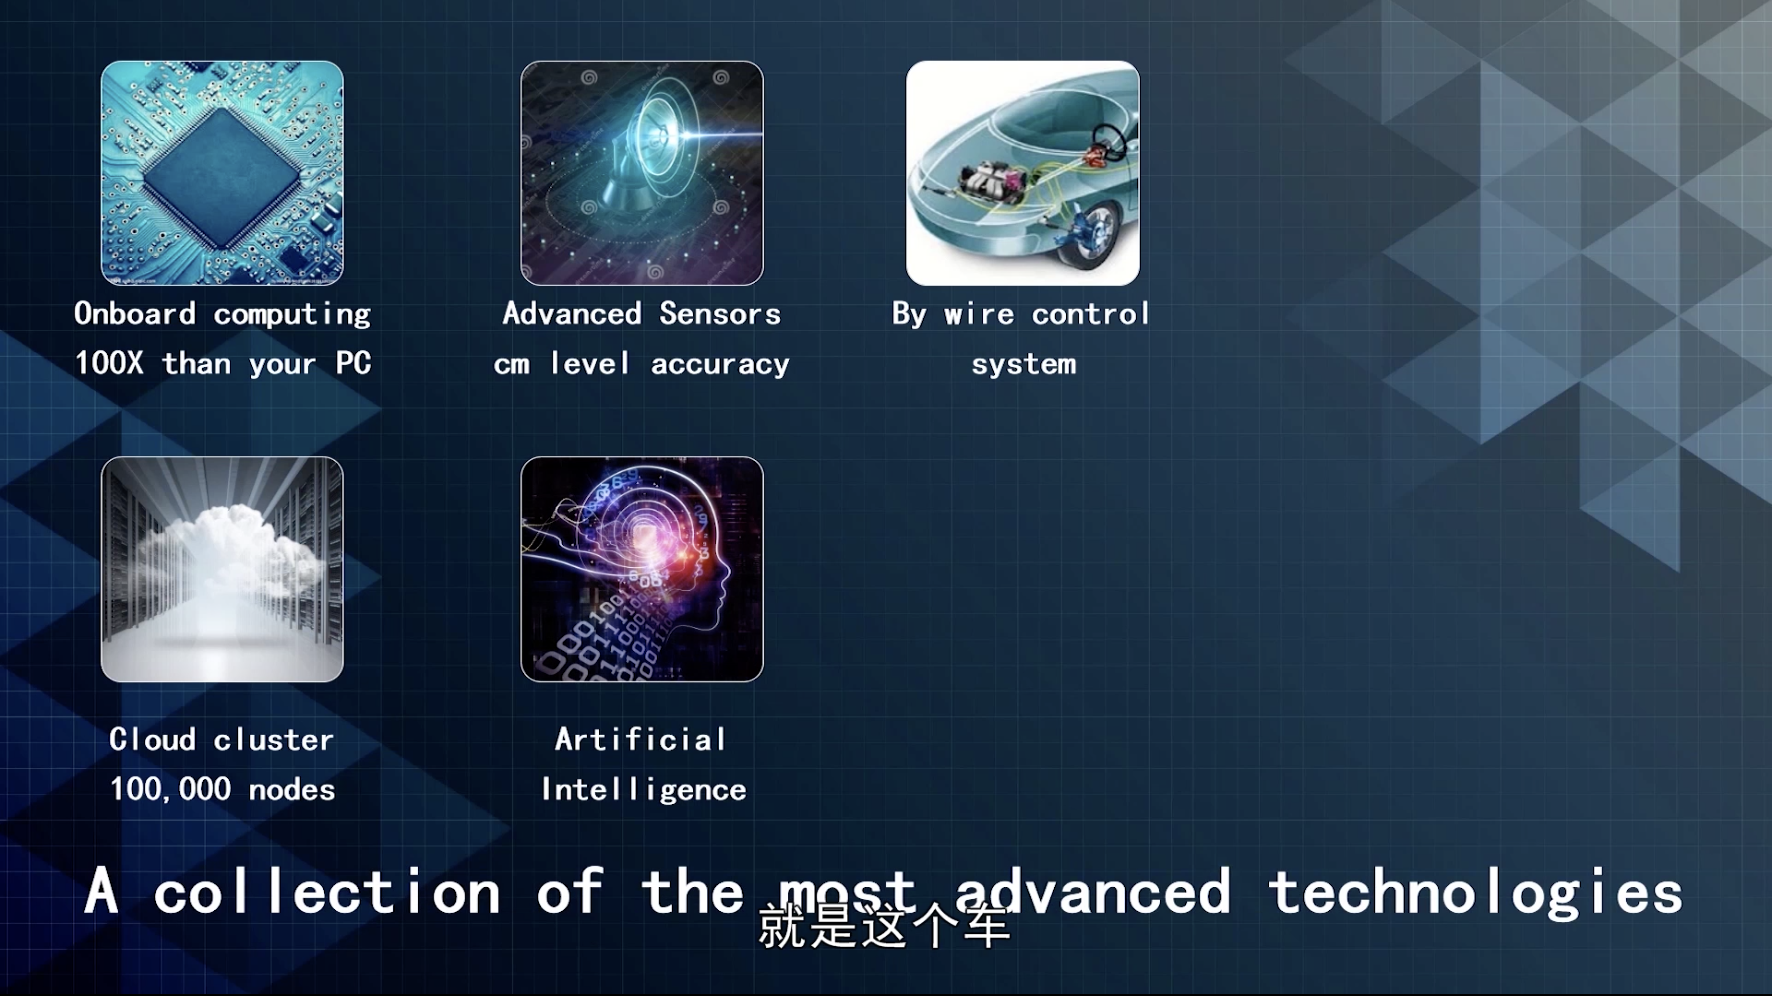 Onboard computing
100X than your PC
Advanced Sensors
cm level accuracy
By wire control
system
Cloud cluster
100,000 nodes
Artificial
Intelligence
A collection of the most advanced technologies
就是这个车